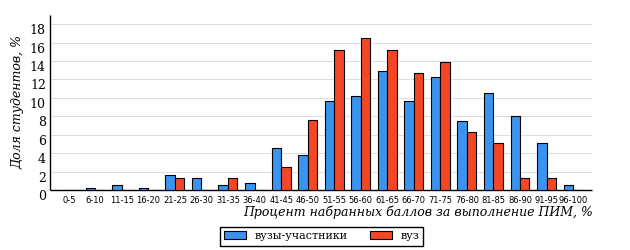 Доля студентов, %
18
16
14
12
10
8
6
4
2
0
0-5 6-10 11-15 16-20 21-25 26-30 31-35 36-40 41-45 46-50 51-55 56-60 61-65 66-70 71-75 76-80 81-85 86-90 91-95 96-100
Процент набранных баллов за выполнение ПИМ, %
вузы-участники вуз